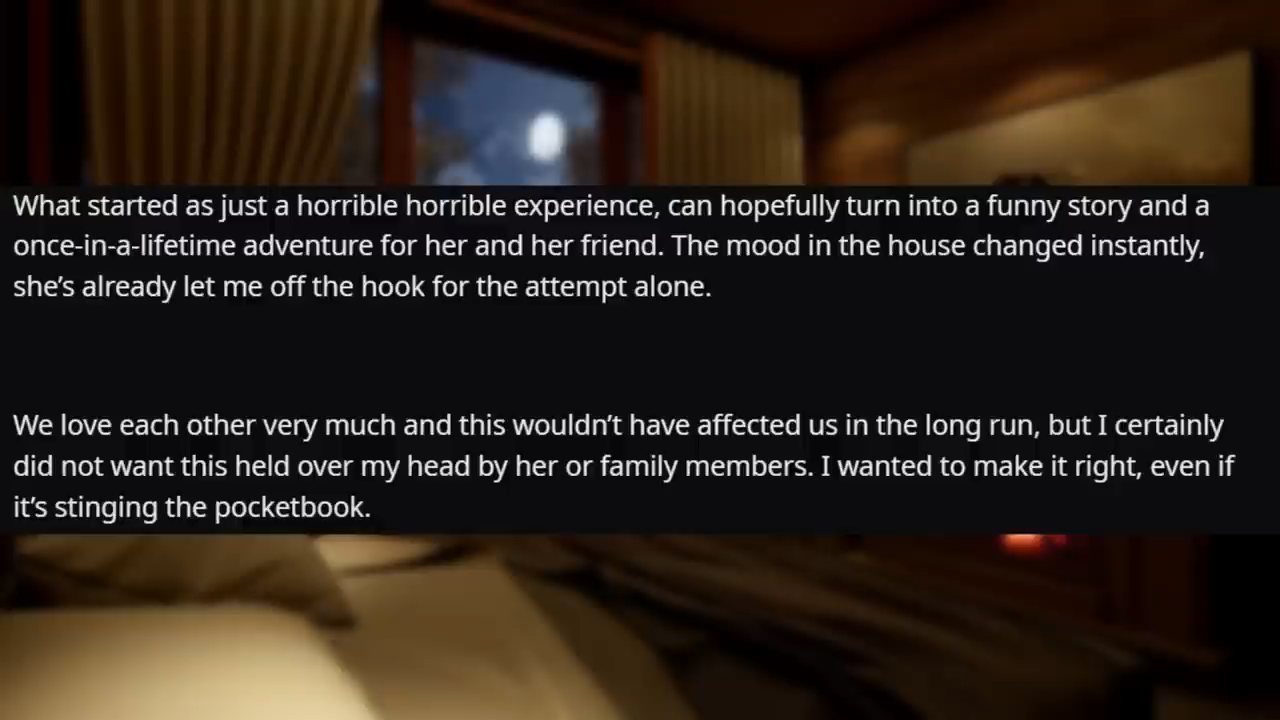 What started as just a horrible horrible experience, can hopefully turn into a funny story and a
once-in-a-lifetime adventure for her and her friend. The mood in the house changed instantly,
she’s already let me off the hook for the attempt alone.
We love each other very much and this wouldn’t have affected us in the long run, but I certainly
did not want this held over my head by her or family members. I wanted to make it right, even if
it’s stinging the pocketbook.